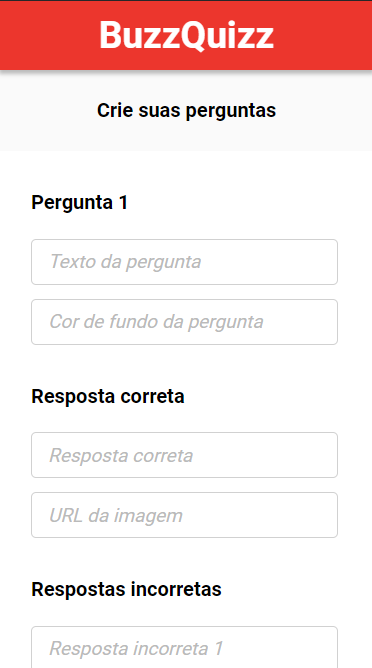 BuzzQuizz
Crie suas perguntas
Pergunta 1
Texto da pergunta
Cor de fundo da pergunta
Resposta correta
Resposta correta
URL da imagem
Respostas incorretas
Resposta incorreta 1